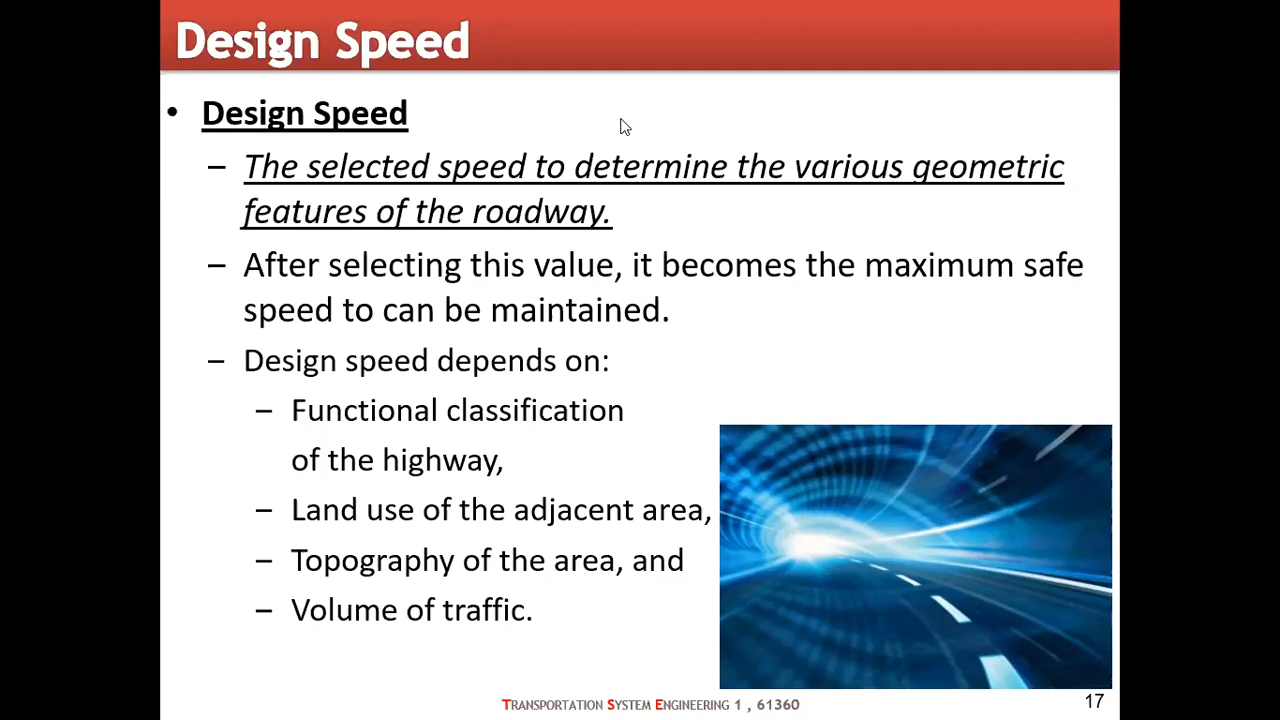 Design Speed
• Design Speed
– The selected speed to determine the various geometric
features of the roadway.
– After selecting this value, it becomes the maximum safe
speed to can be maintained.
– Design speed depends on:
– Functional classification
of the highway,
– Land use of the adjacent area,
– Topography of the area, and
– Volume of traffic.
TRANSPORTATION SYSTEM ENGINEERING 1 , 61360
17